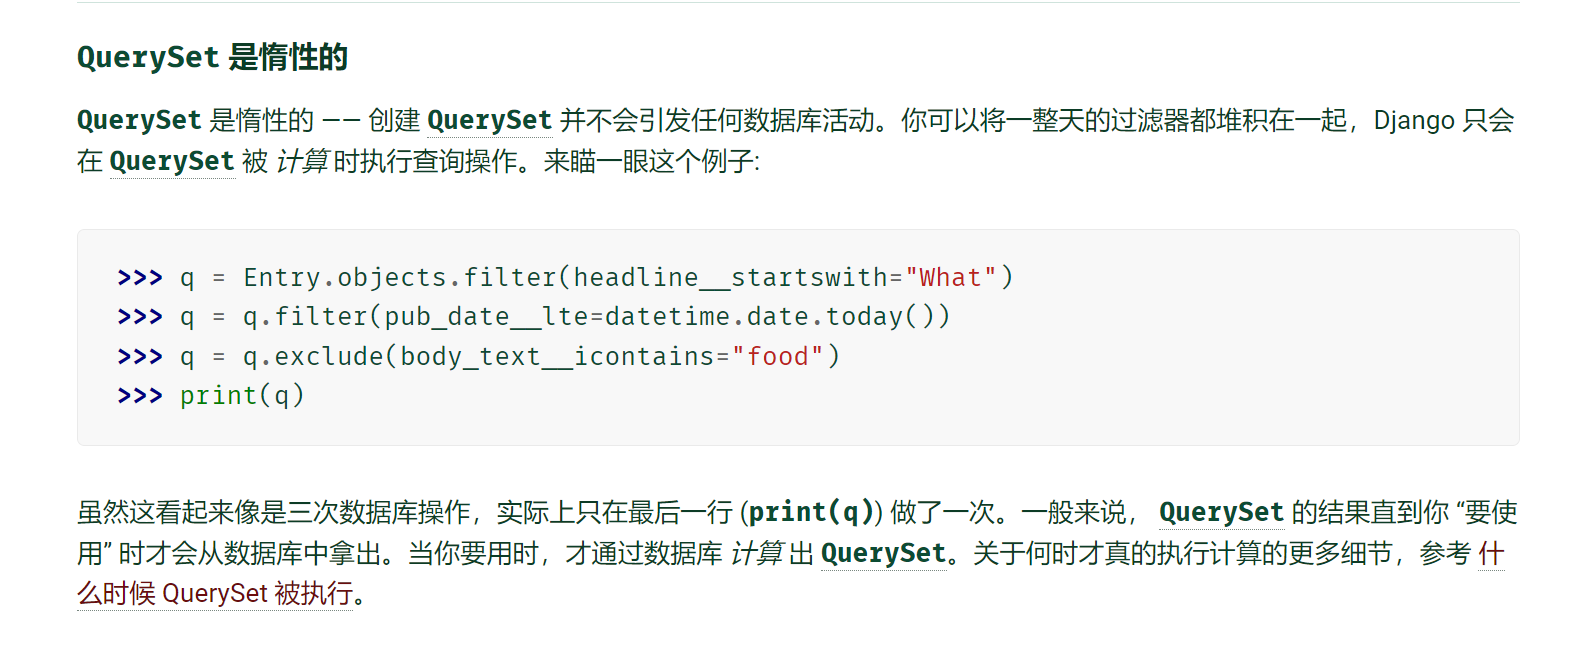 QuerySet 是惰性的
QuerySet 是惰性的 —— 创建 QuerySet 并不会引发任何数据库活动。你可以将一整天的过滤器都堆积在一起，Django 只会
在 QuerySet 被 计算 时执行查询操作。来瞄一眼这个例子:
>>> q = Entry.objects.filter(headline__startswith="What")
>>> q = q.filter(pub_date__lte=datetime.date.today())
>>> q = q.exclude(body_text__icontains="food")
>>> print(q)
虽然这看起来像是三次数据库操作，实际上只在最后一行 (print(q)) 做了一次。一般来说， QuerySet 的结果直到你 “要使
用” 时才会从数据库中拿出。当你要用时，才通过数据库 计算 出 QuerySet。关于何时才真的执行计算的更多细节，参考 什
么时候 QuerySet 被执行。